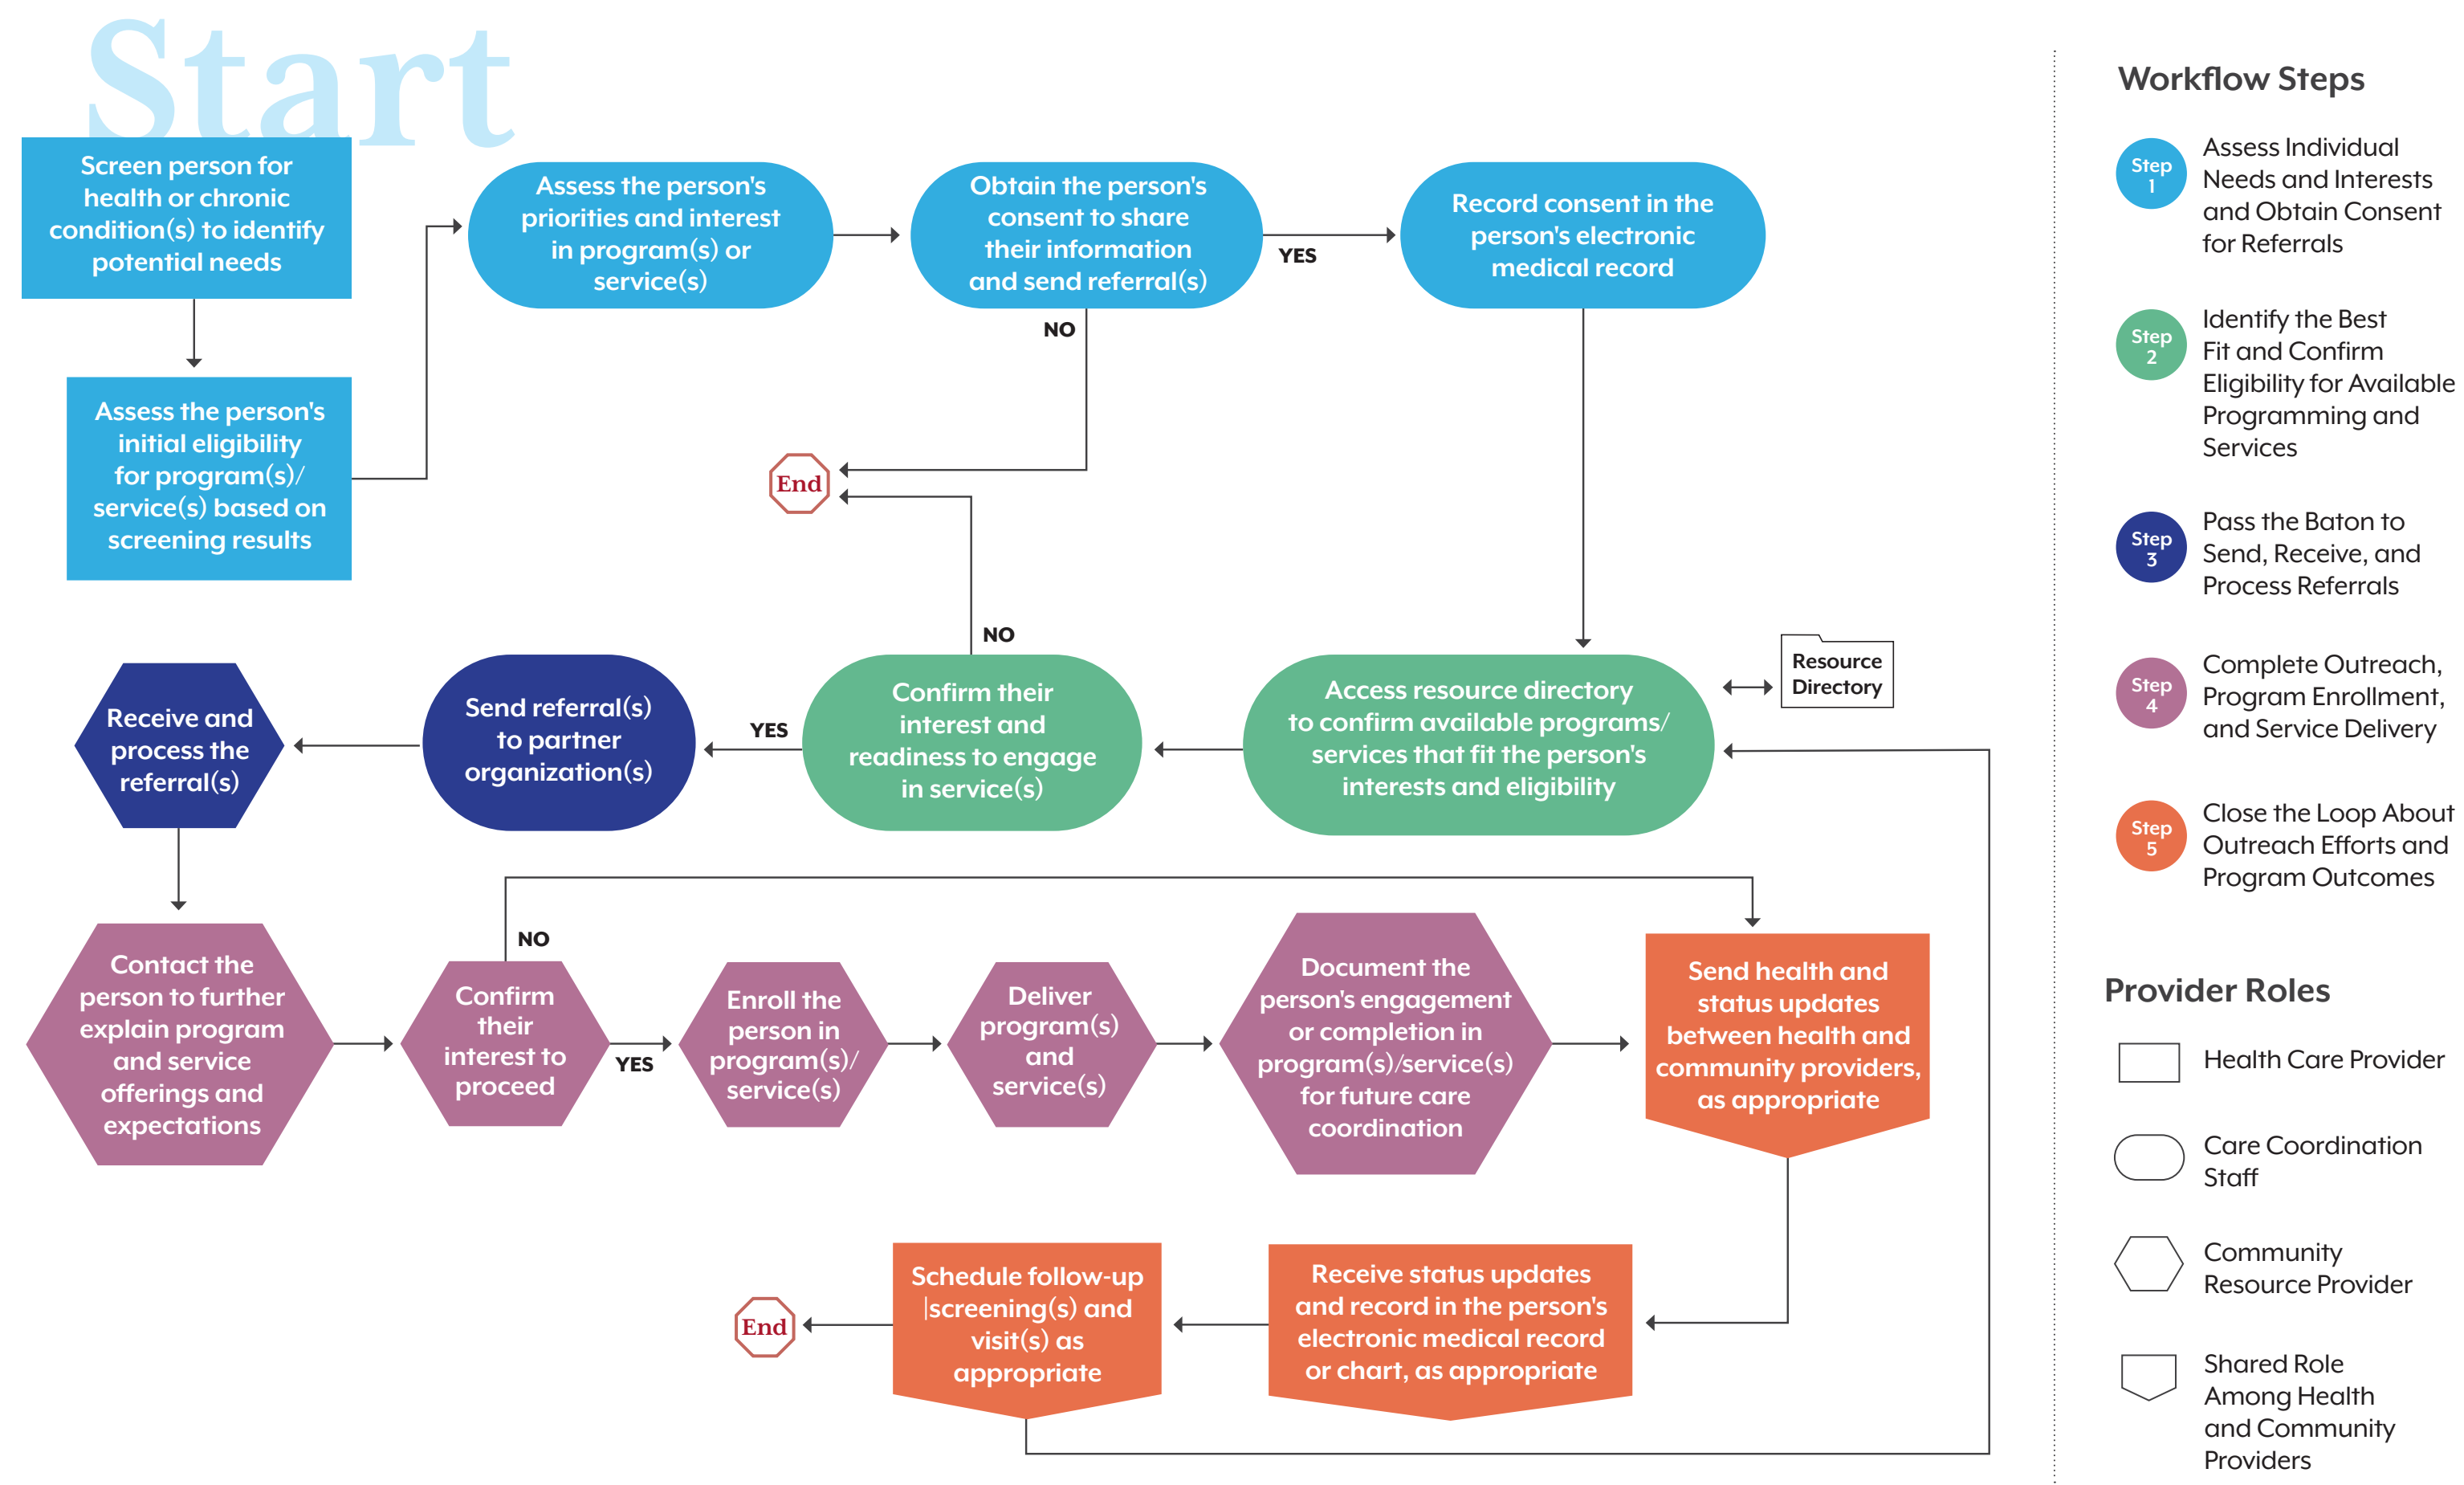 Start
Screen person for
health or chronic
condition(s) to identify
potential needs
Assess the person's
initial eligibility
for program(s)/
service(s) based on
screening results
Assess the person's
priorities and interest
in program(s) or
service(s)
Obtain the person's
consent to share
their information
and send referral(s)
YES
NO
Record consent in the
person's electronic
medical record
End
NO
Resource
Directory
Access resource directory
to confirm available programs/
services that fit the person's
interests and eligibility
Confirm their
interest and
readiness to engage
in service(s)
YES
Send referral(s)
to partner
organization(s)
Receive and
process the
referral(s)
Contact the
person to further
explain program
and service
offerings and
expectations
NO
Confirm
their
interest to
proceed
YES
Enroll the
person in
program(s)/
service(s)
Deliver
program(s)
and
service(s)
Document the
person's engagement
or completion in
program(s)/service(s)
for future care
coordination
Send health and
status updates
between health and
community providers,
as appropriate
Receive status updates
and record in the person's
electronic medical record
or chart, as appropriate
Schedule follow-up
|screening(s) and
visit(s) as
appropriate
End
Workflow Steps
Step
1
Assess Individual
Needs and Interests
and Obtain Consent
for Referrals
Step
2
Identify the Best
Fit and Confirm
Eligibility for Available
Programming and
Services
Step
3
Pass the Baton to
Send, Receive, and
Process Referrals
Step
4
Complete Outreach,
Program Enrollment,
and Service Delivery
Step
5
Close the Loop About
Outreach Efforts and
Program Outcomes
Provider Roles
Health Care Provider
Care Coordination
Staff
Community
Resource Provider
Shared Role
Among Health
and Community
Providers